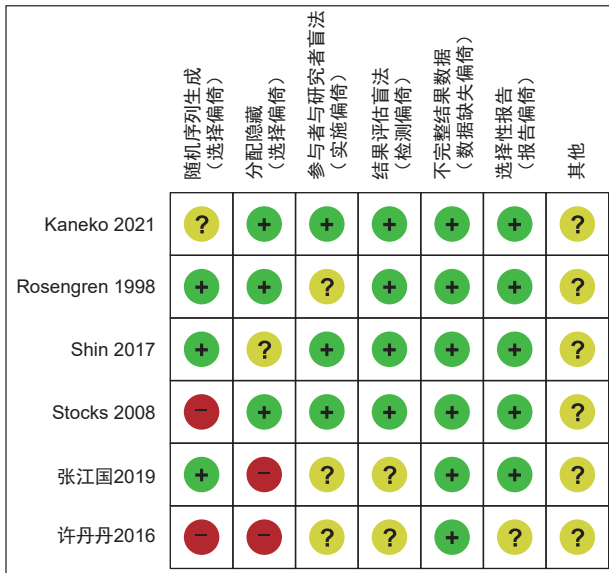 随机序列生成
（选择偏倚）
分配隐藏
（选择偏倚）
参与者与研究者盲法
（实施偏倚）
结果评估盲法
（检测偏倚）
不完整结果数据
（数据缺失偏倚）
选择性报告
（报告偏倚）
其他
Kaneko 2021 ? + + + + + ?
Rosengren 1998 + + ? + + + ?
Shin 2017 + ? + + + + ?
Stocks 2008 − + + + + + ?
张江国2019 + − ? ? + + ?
许丹丹2016 − − ? ? + ? ?